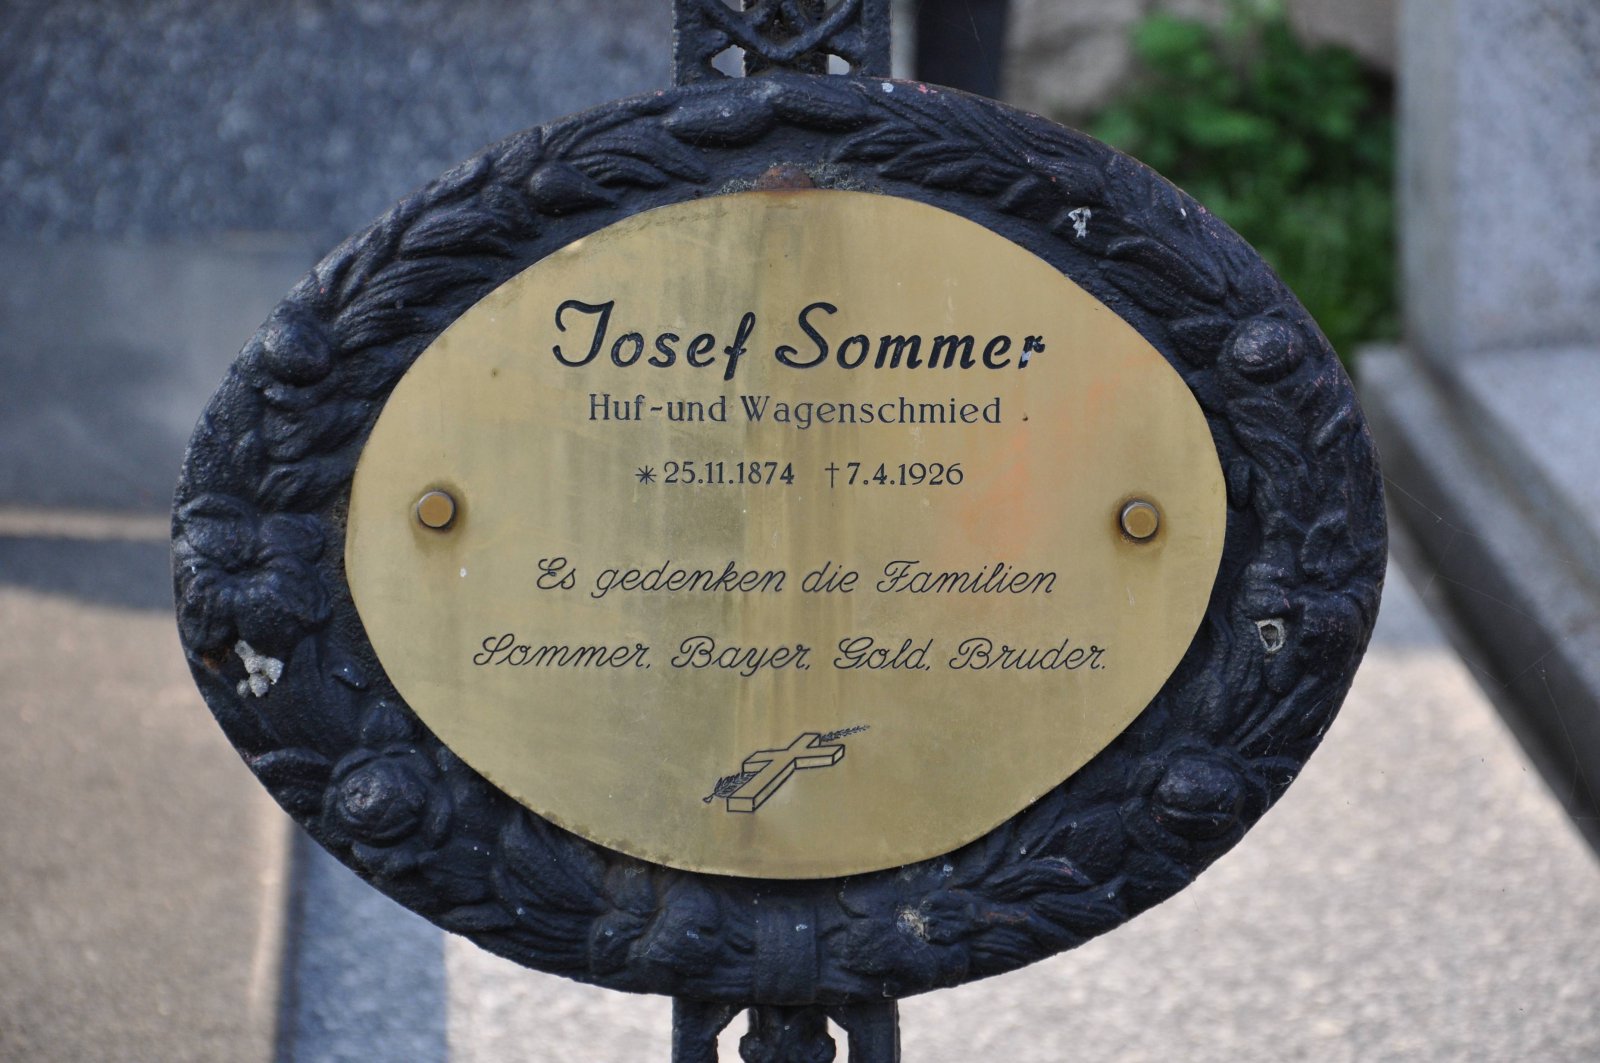 Josef Sommer
Huf-und Wagenschmied
* 25.11.1874 † 7.4.1926
Es gedenken die Familien
Sommer, Bayer, Gold, Bruder.